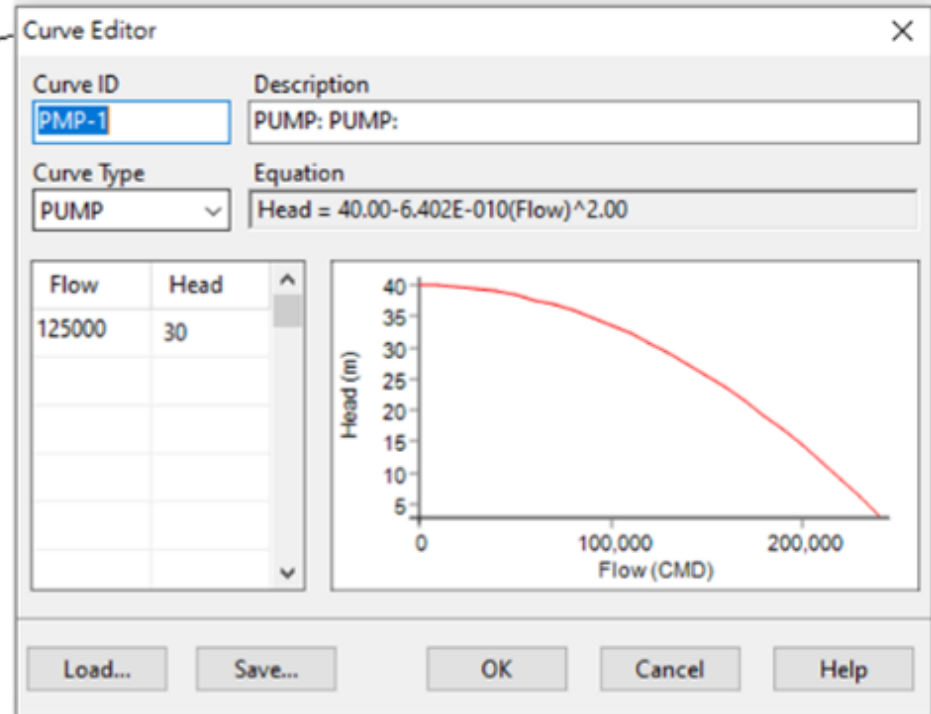 Curve Editor
Curve ID
Description
PMP-1
PUMP: PUMP:
Curve Type
Equation
PUMP
Head = 40.00-6.402E-010(Flow)^2.00
Flow
Head
125000
30
40
35
30
25
20
15
10
5
Head (m)
0
100,000
200,000
Flow (CMD)
Load...
Save...
OK
Cancel
Help